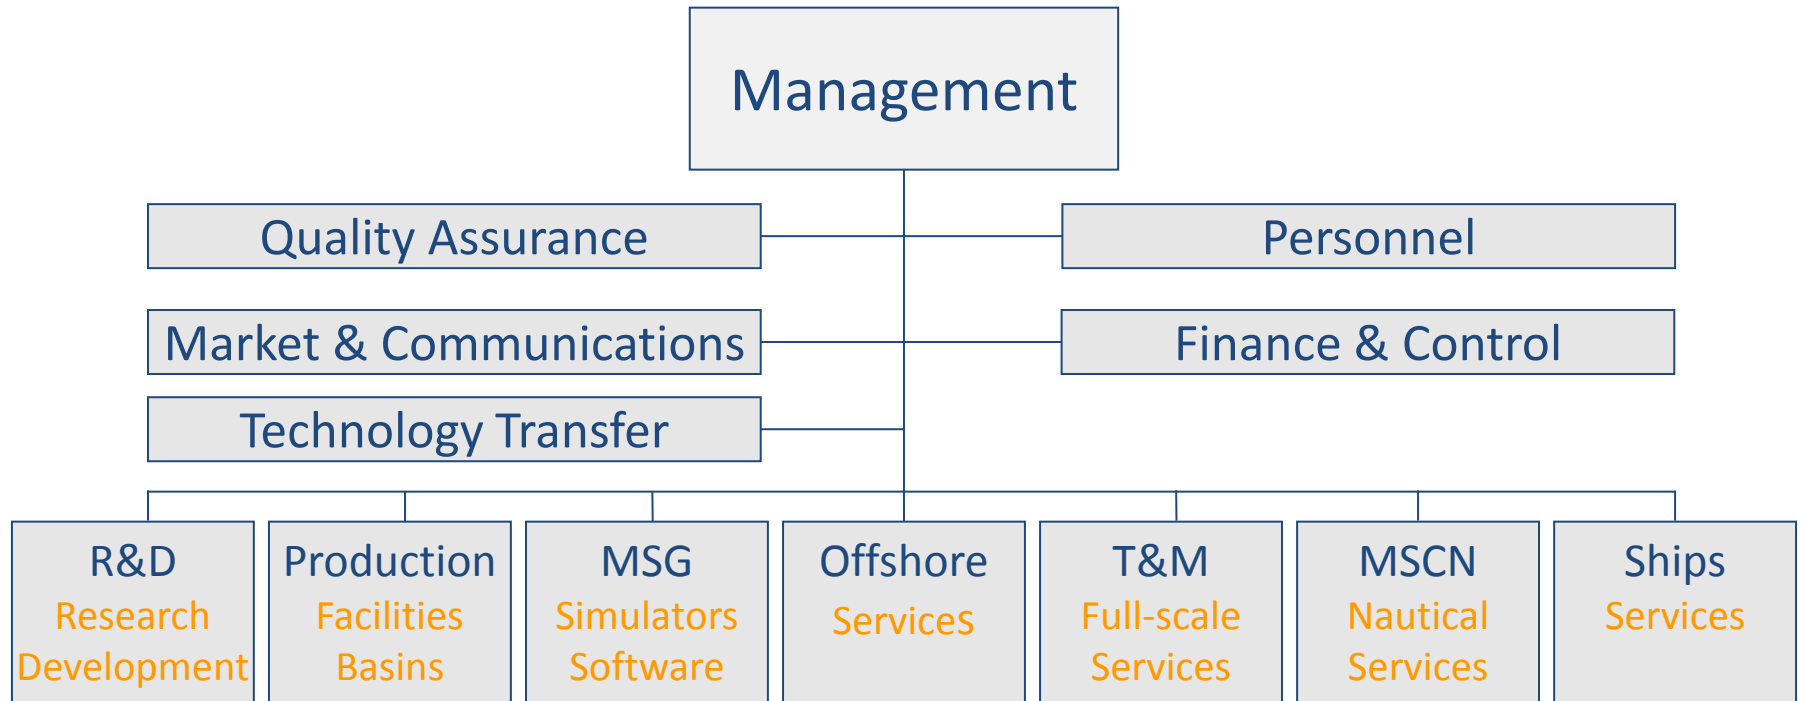 Management
Quality Assurance
Personnel
Market & Communications
Finance & Control
Technology Transfer
R&D
Research
Development
Production
Facilities
Basins
MSG
Simulators
Software
Offshore
Services
T&M
Full-scale
Services
MSCN
Nautical
Services
Ships
Services